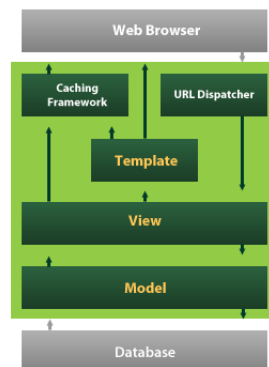 Web Browser
Caching
Framework
URL Dispatcher
Template
View
Model
Database